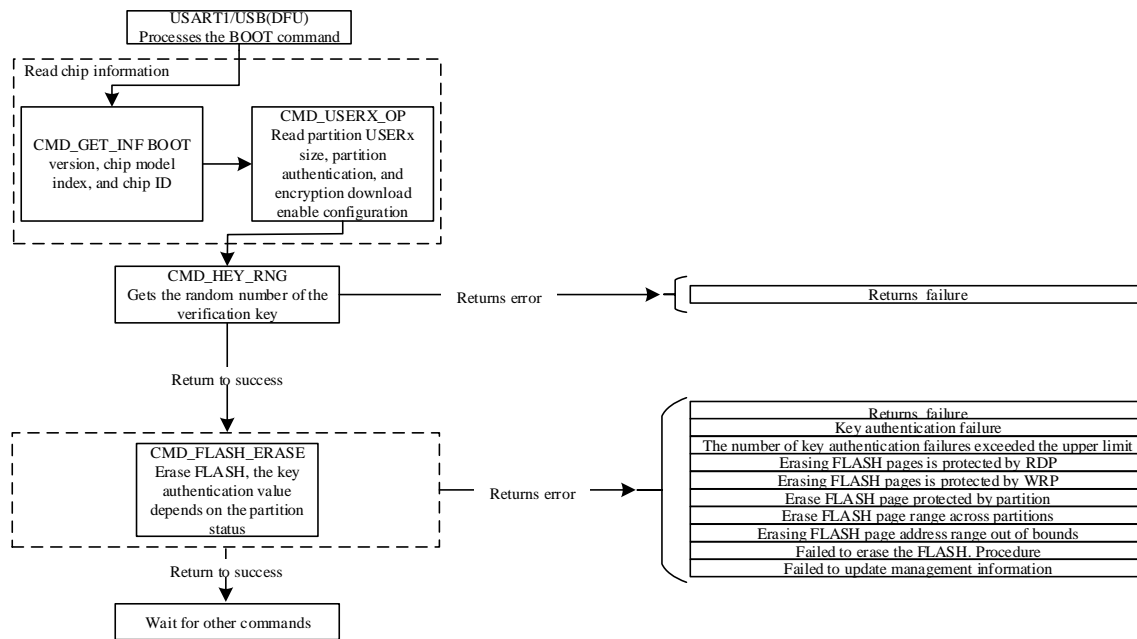 USART1/USB(DFU)
Processes the BOOT command
Read chip information
CMD_GET_INF BOOT
version, chip model
index, and chip ID
CMD_USERX_OP
Read partition USERx
size, partition
authentication, and
encryption download
enable configuration
CMD_HEY_RNG
Gets the random number of the
verification key
Returns error
Returns failure
Return to success
CMD_FLASH_ERASE
Erase FLASH, the key
authentication value
depends on the partition
status
Returns error
Returns failure
Key authentication failure
The number of key authentication failures exceeded the upper limit
Erasing FLASH pages is protected by RDP
Erasing FLASH pages is protected by WRP
Erase FLASH page protected by partition
Erase FLASH page range across partitions
Erasing FLASH page address range out of bounds
Failed to erase the FLASH. Procedure
Failed to update management information
Return to success
Wait for other commands